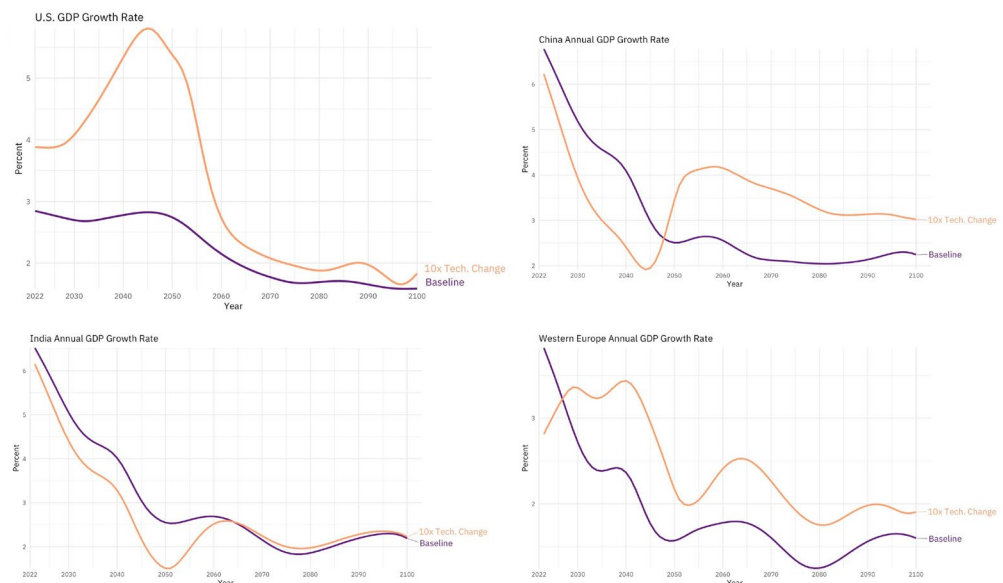 U.S. GDP Growth Rate
Percent
5
4
3
2
10x Tech. Change
Baseline
2022 2030 2040 2050 2060 2070 2080 2090 2100
Year
China Annual GDP Growth Rate
Percent
6
5
4
3
2
10x Tech. Change
Baseline
2022 2030 2040 2050 2060 2070 2080 2090 2100
Year
India Annual GDP Growth Rate
Percent
6
5
4
3
2
10x Tech. Change
Baseline
2022 2030 2040 2050 2060 2070 2080 2090 2100
Year
Western Europe Annual GDP Growth Rate
Percent
3
2
10x Tech. Change
Baseline
2022 2030 2040 2050 2060 2070 2080 2090 2100
Year